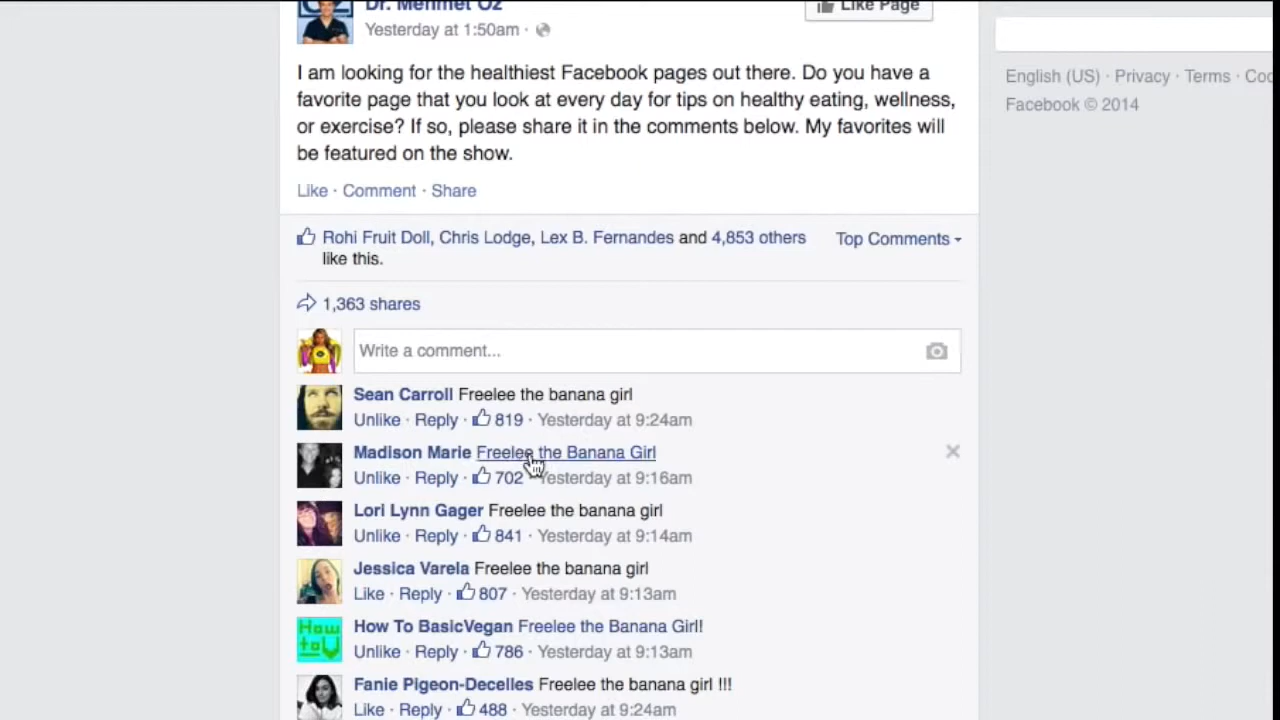 Dr. Mehmet Oz
Like Page
Yesterday at 1:50am ·
I am looking for the healthiest Facebook pages out there. Do you have a
favorite page that you look at every day for tips on healthy eating, wellness,
or exercise? If so, please share it in the comments below. My favorites will
be featured on the show.
Like · Comment · Share
Rohi Fruit Doll, Chris Lodge, Lex B. Fernandes and 4,853 others
like this.
Top Comments
1,363 shares
Write a comment...
Sean Carroll Freelee the banana girl
Unlike · Reply · 819 · Yesterday at 9:24am
Madison Marie Freelee the Banana Girl
Unlike · Reply · 702 · Yesterday at 9:16am
Lori Lynn Gager Freelee the banana girl
Unlike · Reply · 841 · Yesterday at 9:14am
Jessica Varela Freelee the banana girl
Like · Reply · 807 · Yesterday at 9:13am
How to
How To BasicVegan Freelee the Banana Girl!
Unlike · Reply · 786 · Yesterday at 9:13am
Fanie Pigeon-Decelles Freelee the banana girl !!!
Like · Reply · 488 · Yesterday at 9:24am
English (US) · Privacy · Terms · Coo
Facebook © 2014